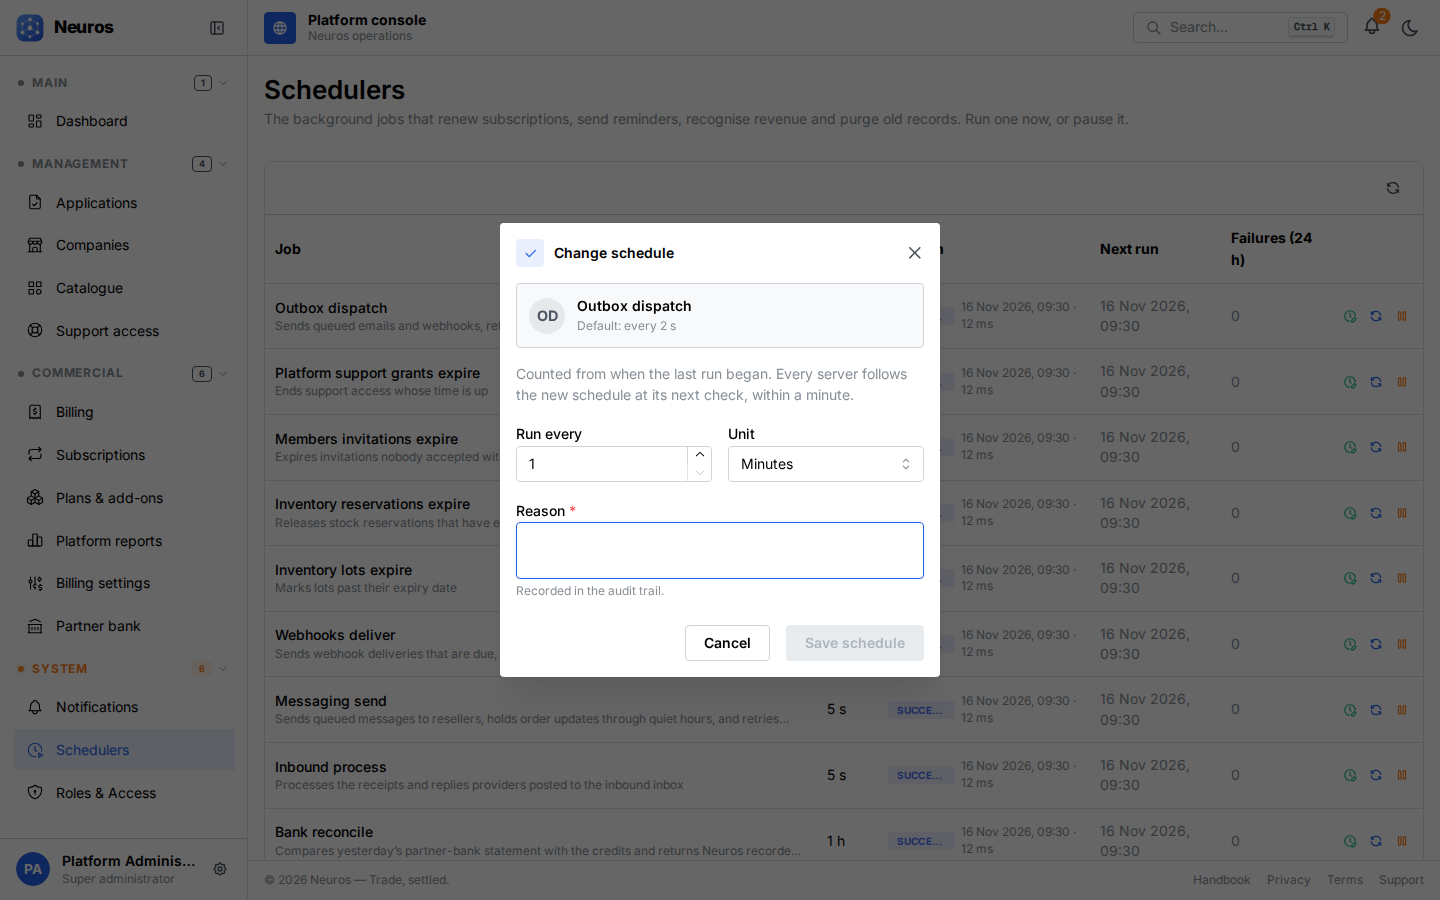 Neuros
Platform console
Neuros operations
Search...
Ctrl K
2
MAIN
1
Dashboard
MANAGEMENT
4
Applications
Companies
Catalogue
Support access
COMMERCIAL
6
Billing
Subscriptions
Plans & add-ons
Platform reports
Billing settings
Partner bank
SYSTEM
6
Notifications
Schedulers
Roles & Access
PA
Platform Adminis...
Super administrator
Schedulers
The background jobs that renew subscriptions, send reminders, recognise revenue and purge old records. Run one now, or pause it.
Job
Next run
Failures (24
h)
Outbox dispatch
Sends queued emails and webhooks,
16 Nov 2026, 09:30 ·
12 ms
16 Nov 2026,
09:30
0
Platform support grants expire
Ends support access whose time is up
16 Nov 2026, 09:30 ·
12 ms
16 Nov 2026,
09:30
0
Members invitations expire
Expires invitations nobody accepted
16 Nov 2026, 09:30 ·
12 ms
16 Nov 2026,
09:30
0
Inventory reservations expire
Releases stock reservations that have
16 Nov 2026, 09:30 ·
12 ms
16 Nov 2026,
09:30
0
Inventory lots expire
Marks lots past their expiry date
16 Nov 2026, 09:30 ·
12 ms
16 Nov 2026,
09:30
0
Webhooks deliver
Sends webhook deliveries that are due,
16 Nov 2026, 09:30 ·
12 ms
16 Nov 2026,
09:30
0
Messaging send
Sends queued messages to resellers, holds order updates through quiet hours, and retries...
5 s
SUCCE...
16 Nov 2026, 09:30 ·
12 ms
16 Nov 2026,
09:30
0
Inbound process
Processes the receipts and replies providers posted to the inbound inbox
5 s
SUCCE...
16 Nov 2026, 09:30 ·
12 ms
16 Nov 2026,
09:30
0
Bank reconcile
Compares yesterday's partner-bank statement with the credits and returns Neuros recorde...
1 h
SUCCE...
16 Nov 2026, 09:30 ·
12 ms
16 Nov 2026,
09:30
0
Change schedule
OD
Outbox dispatch
Default: every 2 s
Counted from when the last run began. Every server follows
the new schedule at its next check, within a minute.
Run every
Unit
1
Minutes
Reason *
Recorded in the audit trail.
Cancel
Save schedule
© 2026 Neuros — Trade, settled.
Handbook
Privacy
Terms
Support